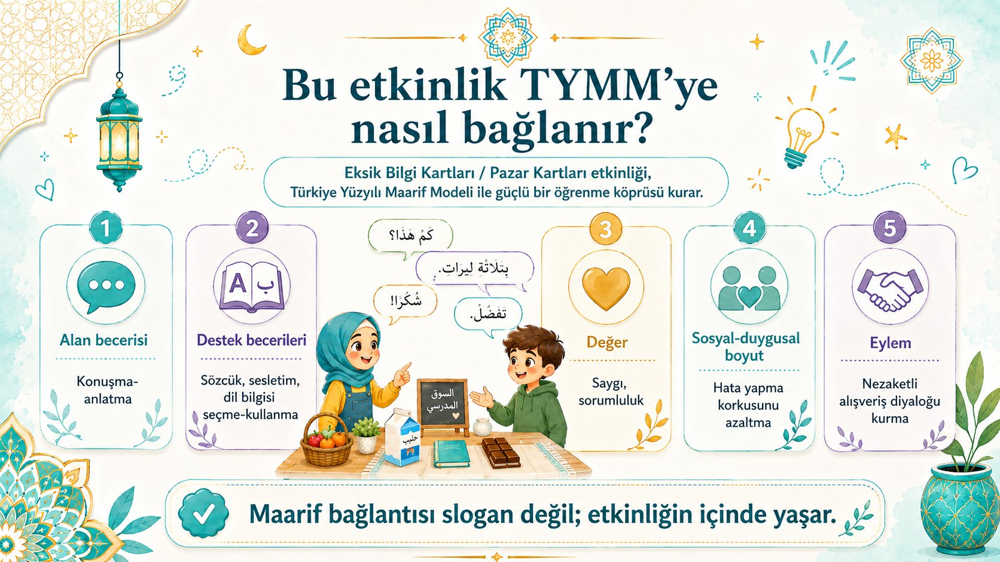 Bu etkinlik TYMM’ye
nasıl bağlanır?
Eksik Bilgi Kartları / Pazar Kartları etkinliği,
Türkiye Yüzyılı Maarif Modeli ile güçlü bir öğrenme köprüsü kurar.
1
Alan becerisi
Konuşma-
anlatma
2
A ب
Destek becerileri
Sözcük, sesletim,
dil bilgisi
seçme-kullanma
كَمْ هَذَا؟
بِثَلَاثَةِ لِيرَاتٍ.
شُكْرًا!
تَفَضَّلْ.
السوق
المدرسي
حليب
3
Değer
Saygı,
sorumluluk
4
Sosyal-duygusal
boyut
Hata yapma
korkusunu
azaltma
5
Eylem
Nezaketli
alışveriş diyaloğu
kurma
Maarif bağlantısı slogan değil; etkinliğin içinde yaşar.